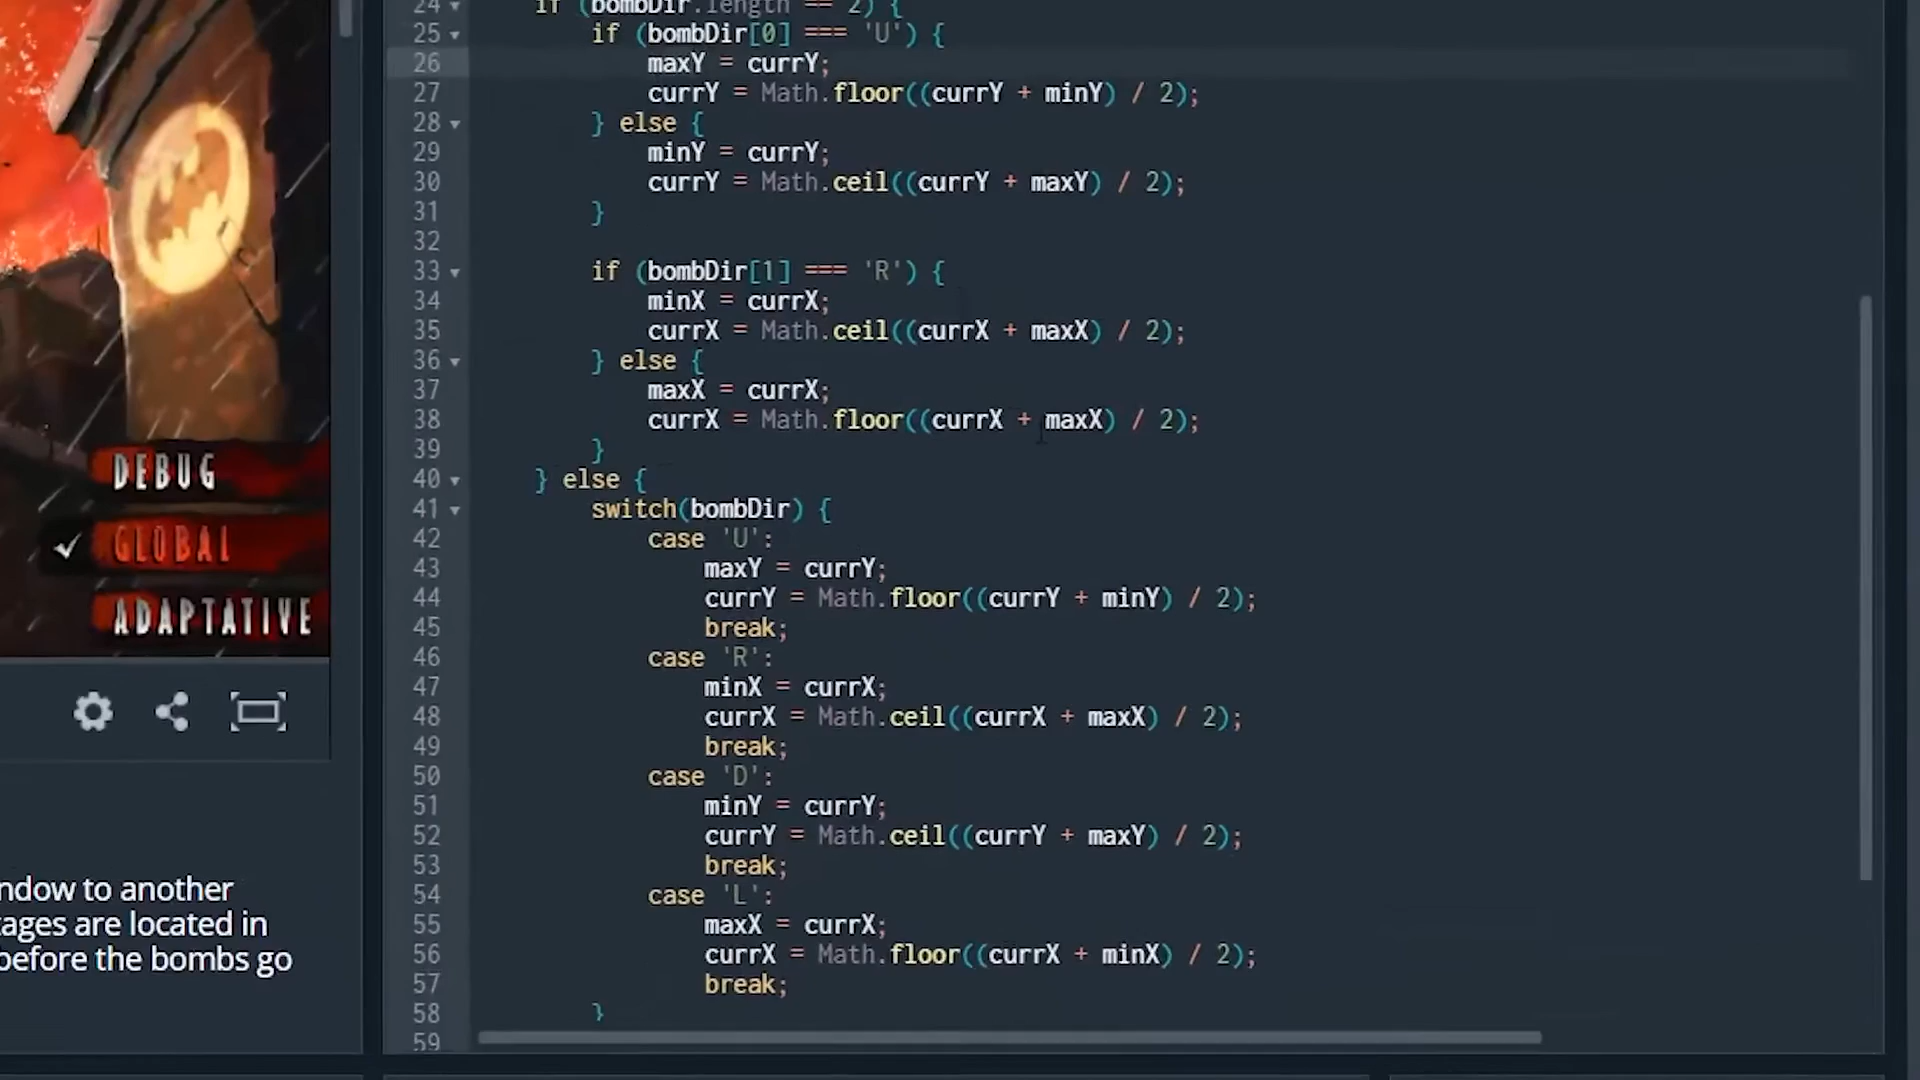 DEBUG
GLOBAL
ADAPTATIVE
ndow to another
tages are located in
before the bombs go
24 if (bombDir.length == 2) {
25 if (bombDir[0] === 'U') {
26 maxY = currY;
27 currY = Math.floor((currY + minY) / 2);
28 } else {
29 minY = currY;
30 currY = Math.ceil((currY + maxY) / 2);
31 }
32
33 if (bombDir[1] === 'R') {
34 minX = currX;
35 currX = Math.ceil((currX + maxX) / 2);
36 } else {
37 maxX = currX;
38 currX = Math.floor((currX + maxX) / 2);
39 }
40 } else {
41 switch(bombDir) {
42 case 'U':
43 maxY = currY;
44 currY = Math.floor((currY + minY) / 2);
45 break;
46 case 'R':
47 minX = currX;
48 currX = Math.ceil((currX + maxX) / 2);
49 break;
50 case 'D':
51 minY = currY;
52 currY = Math.ceil((currY + maxY) / 2);
53 break;
54 case 'L':
55 maxX = currX;
56 currX = Math.floor((currX + minX) / 2);
57 break;
58 }
59